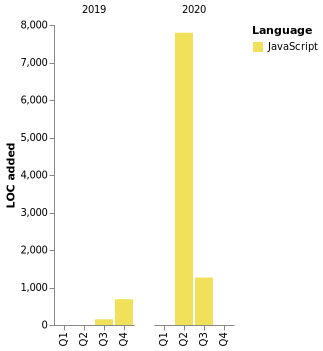 2019
2020
Language
JavaScript
LOC added
8,000
7,000
6,000
5,000
4,000
3,000
2,000
1,000
0
Q1
Q2
Q3
Q4
Q1
Q2
Q3
Q4